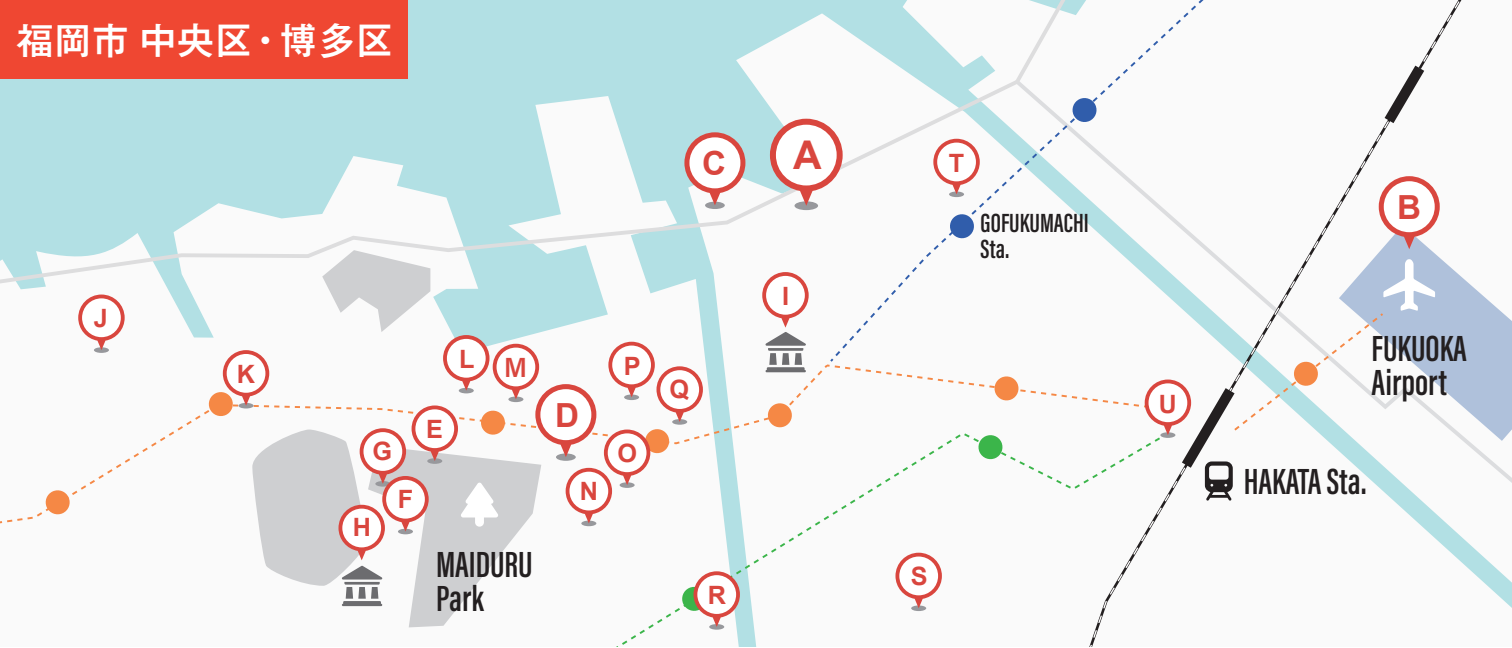 福岡市 中央区・博多区
C
A
T
B
GOFUKUMACHI
Sta.
I
J
FUKUOKA
Airport
K
L
M
P
Q
U
D
E
G
O
F
N
H
HAKATA Sta.
MAIDURU
Park
R
S